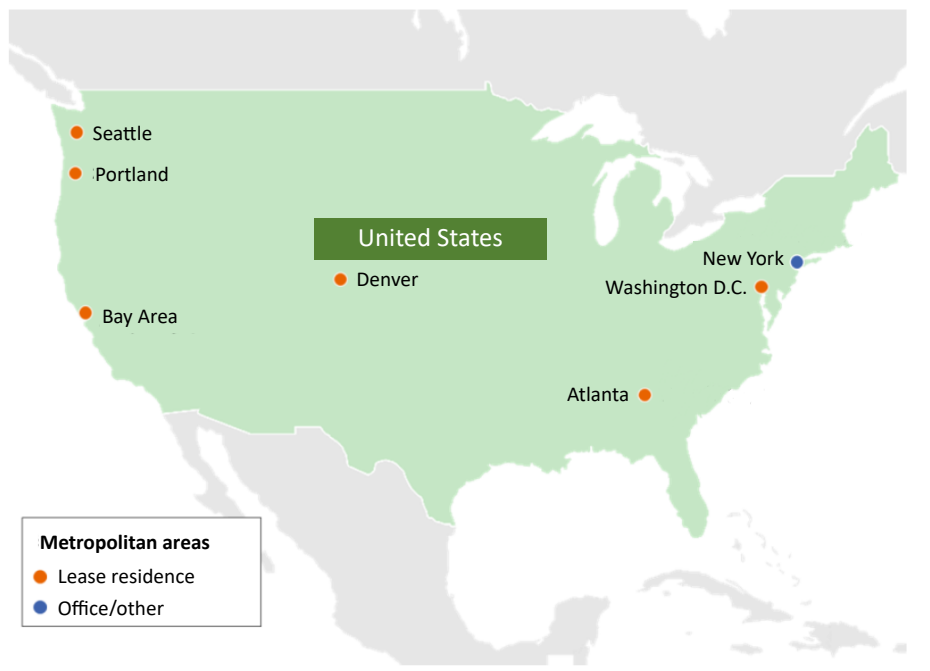 Seattle
Portland
United States
Denver
New York
Washington D.C.
Bay Area
Atlanta
Metropolitan areas
Lease residence
Office/other